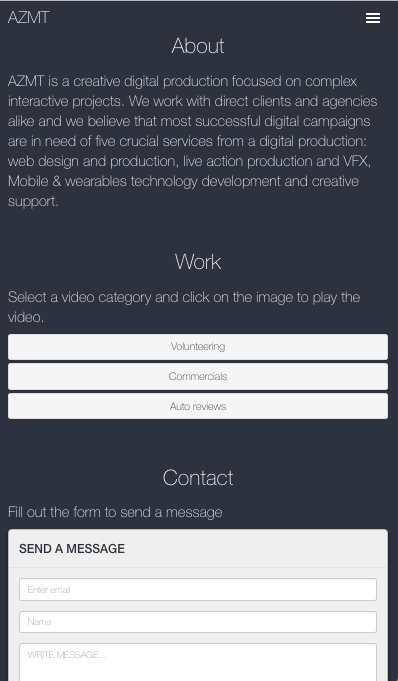 AZMT
About
AZMT is a creative digital production focused on complex
interactive projects. We work with direct clients and agencies
alike and we believe that most successful digital campaigns
are in need of five crucial services from a digital production:
web design and production, live action production and VFX,
Mobile & wearables technology development and creative
support.
Work
Select a video category and click on the image to play the
video.
Volunteering
Commercials
Auto reviews
Contact
Fill out the form to send a message
SEND A MESSAGE
Enter email
Name
WRITE MESSAGE...